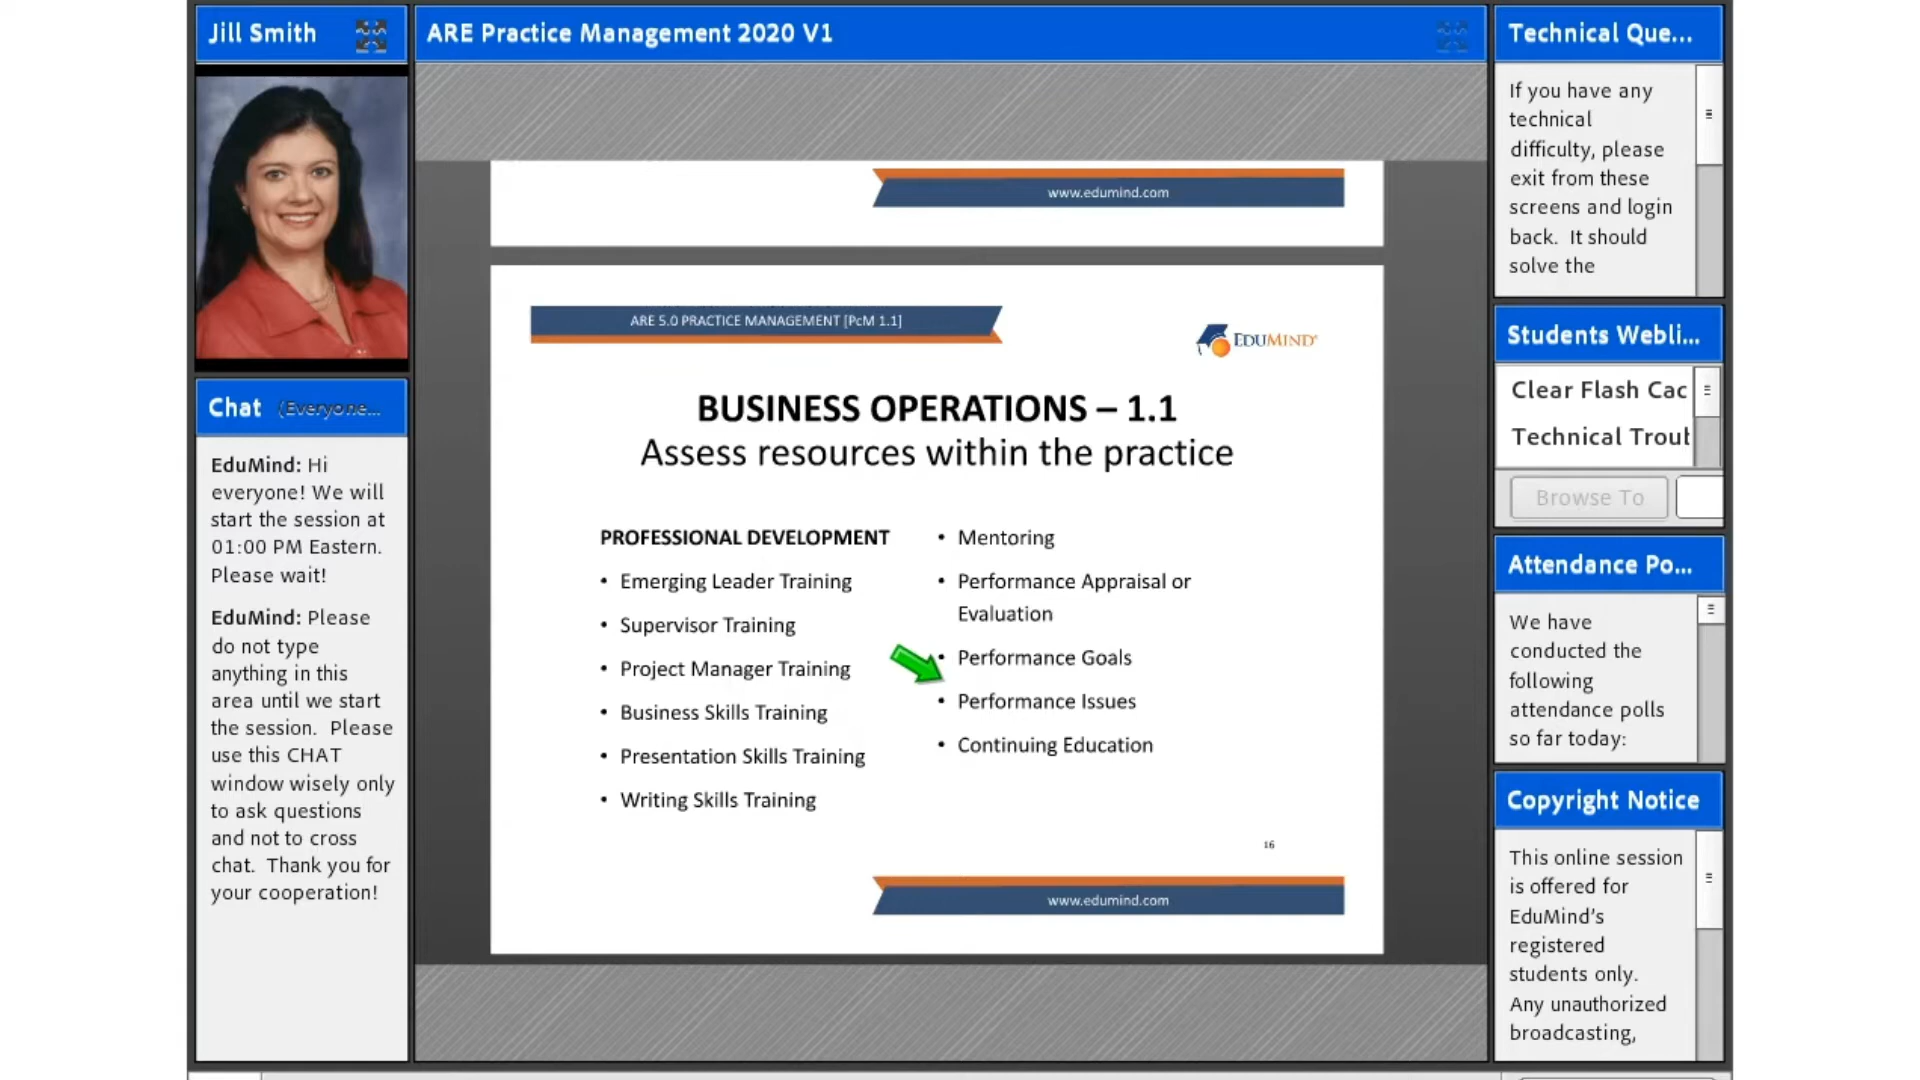 Jill Smith
ARE Practice Management 2020 V1
Technical Que...
If you have any
technical
difficulty, please
exit from these
screens and login
back.  It should
solve the
www.edumind.com
ARE 5.0 PRACTICE MANAGEMENT [PcM 1.1]
EDUMIND®
BUSINESS OPERATIONS – 1.1
Assess resources within the practice
PROFESSIONAL DEVELOPMENT
• Emerging Leader Training
• Supervisor Training
• Project Manager Training
• Business Skills Training
• Presentation Skills Training
• Writing Skills Training
• Mentoring
• Performance Appraisal or
Evaluation
• Performance Goals
• Performance Issues
• Continuing Education
16
www.edumind.com
Chat (Everyone...
EduMind: Hi
everyone! We will
start the session at
01:00 PM Eastern.
Please wait!
EduMind: Please
do not type
anything in this
area until we start
the session.  Please
use this CHAT
window wisely only
to ask questions
and not to cross
chat.  Thank you for
your cooperation!
Students Webli...
Clear Flash Cac
Technical Troub
Browse To
Attendance Po...
We have
conducted the
following
attendance polls
so far today:
Copyright Notice
This online session
is offered for
EduMind's
registered
students only.
Any unauthorized
broadcasting,